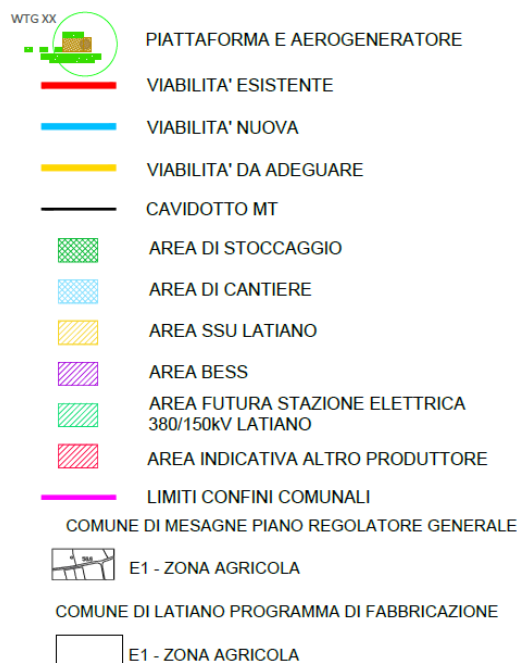 WTG XX
PIATTAFORMA E AEROGENERATORE
VIABILITA' ESISTENTE
VIABILITA' NUOVA
VIABILITA' DA ADEGUARE
CAVIDOTTO MT
AREA DI STOCCAGGIO
AREA DI CANTIERE
AREA SSU LATIANO
AREA BESS
AREA FUTURA STAZIONE ELETTRICA
380/150kV LATIANO
AREA INDICATIVA ALTRO PRODUTTORE
LIMITI CONFINI COMUNALI
COMUNE DI MESAGNE PIANO REGOLATORE GENERALE
E1 - ZONA AGRICOLA
COMUNE DI LATIANO PROGRAMMA DI FABBRICAZIONE
E1 - ZONA AGRICOLA